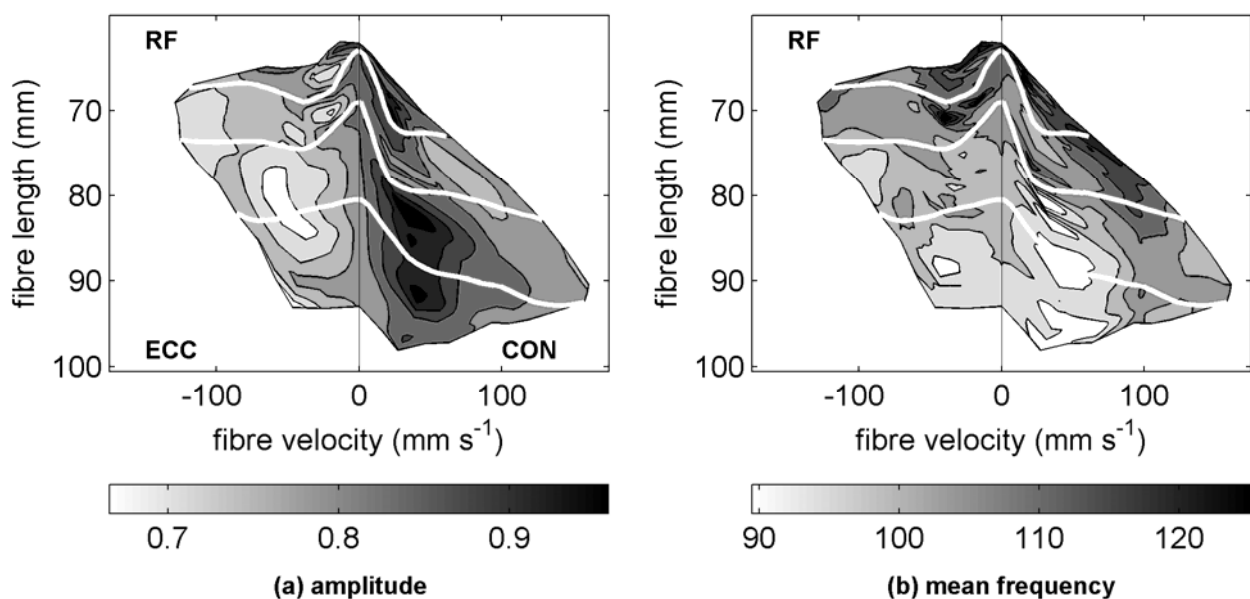 RF
70
80
90
100
fibre length (mm)
ECC
CON
-100 0 100
fibre velocity (mm s-1)
0.7 0.8 0.9
(a) amplitude
RF
70
80
90
100
fibre length (mm)
-100 0 100
fibre velocity (mm s-1)
90 100 110 120
(b) mean frequency